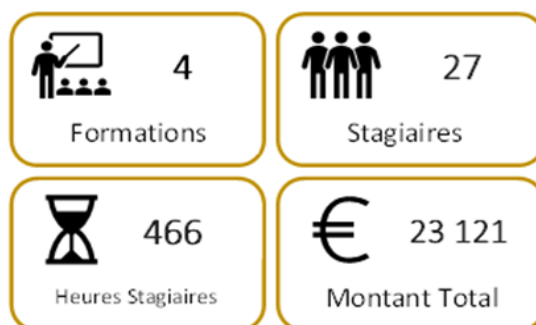 4
Formations
27
Stagiaires
466
Heures Stagiaires
€ 23 121
Montant Total